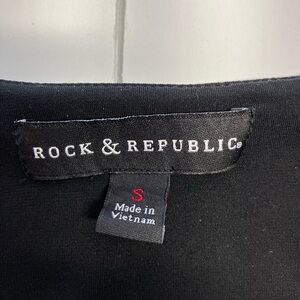 ROCK & REPUBLIC®
S
Made in
Vietnam